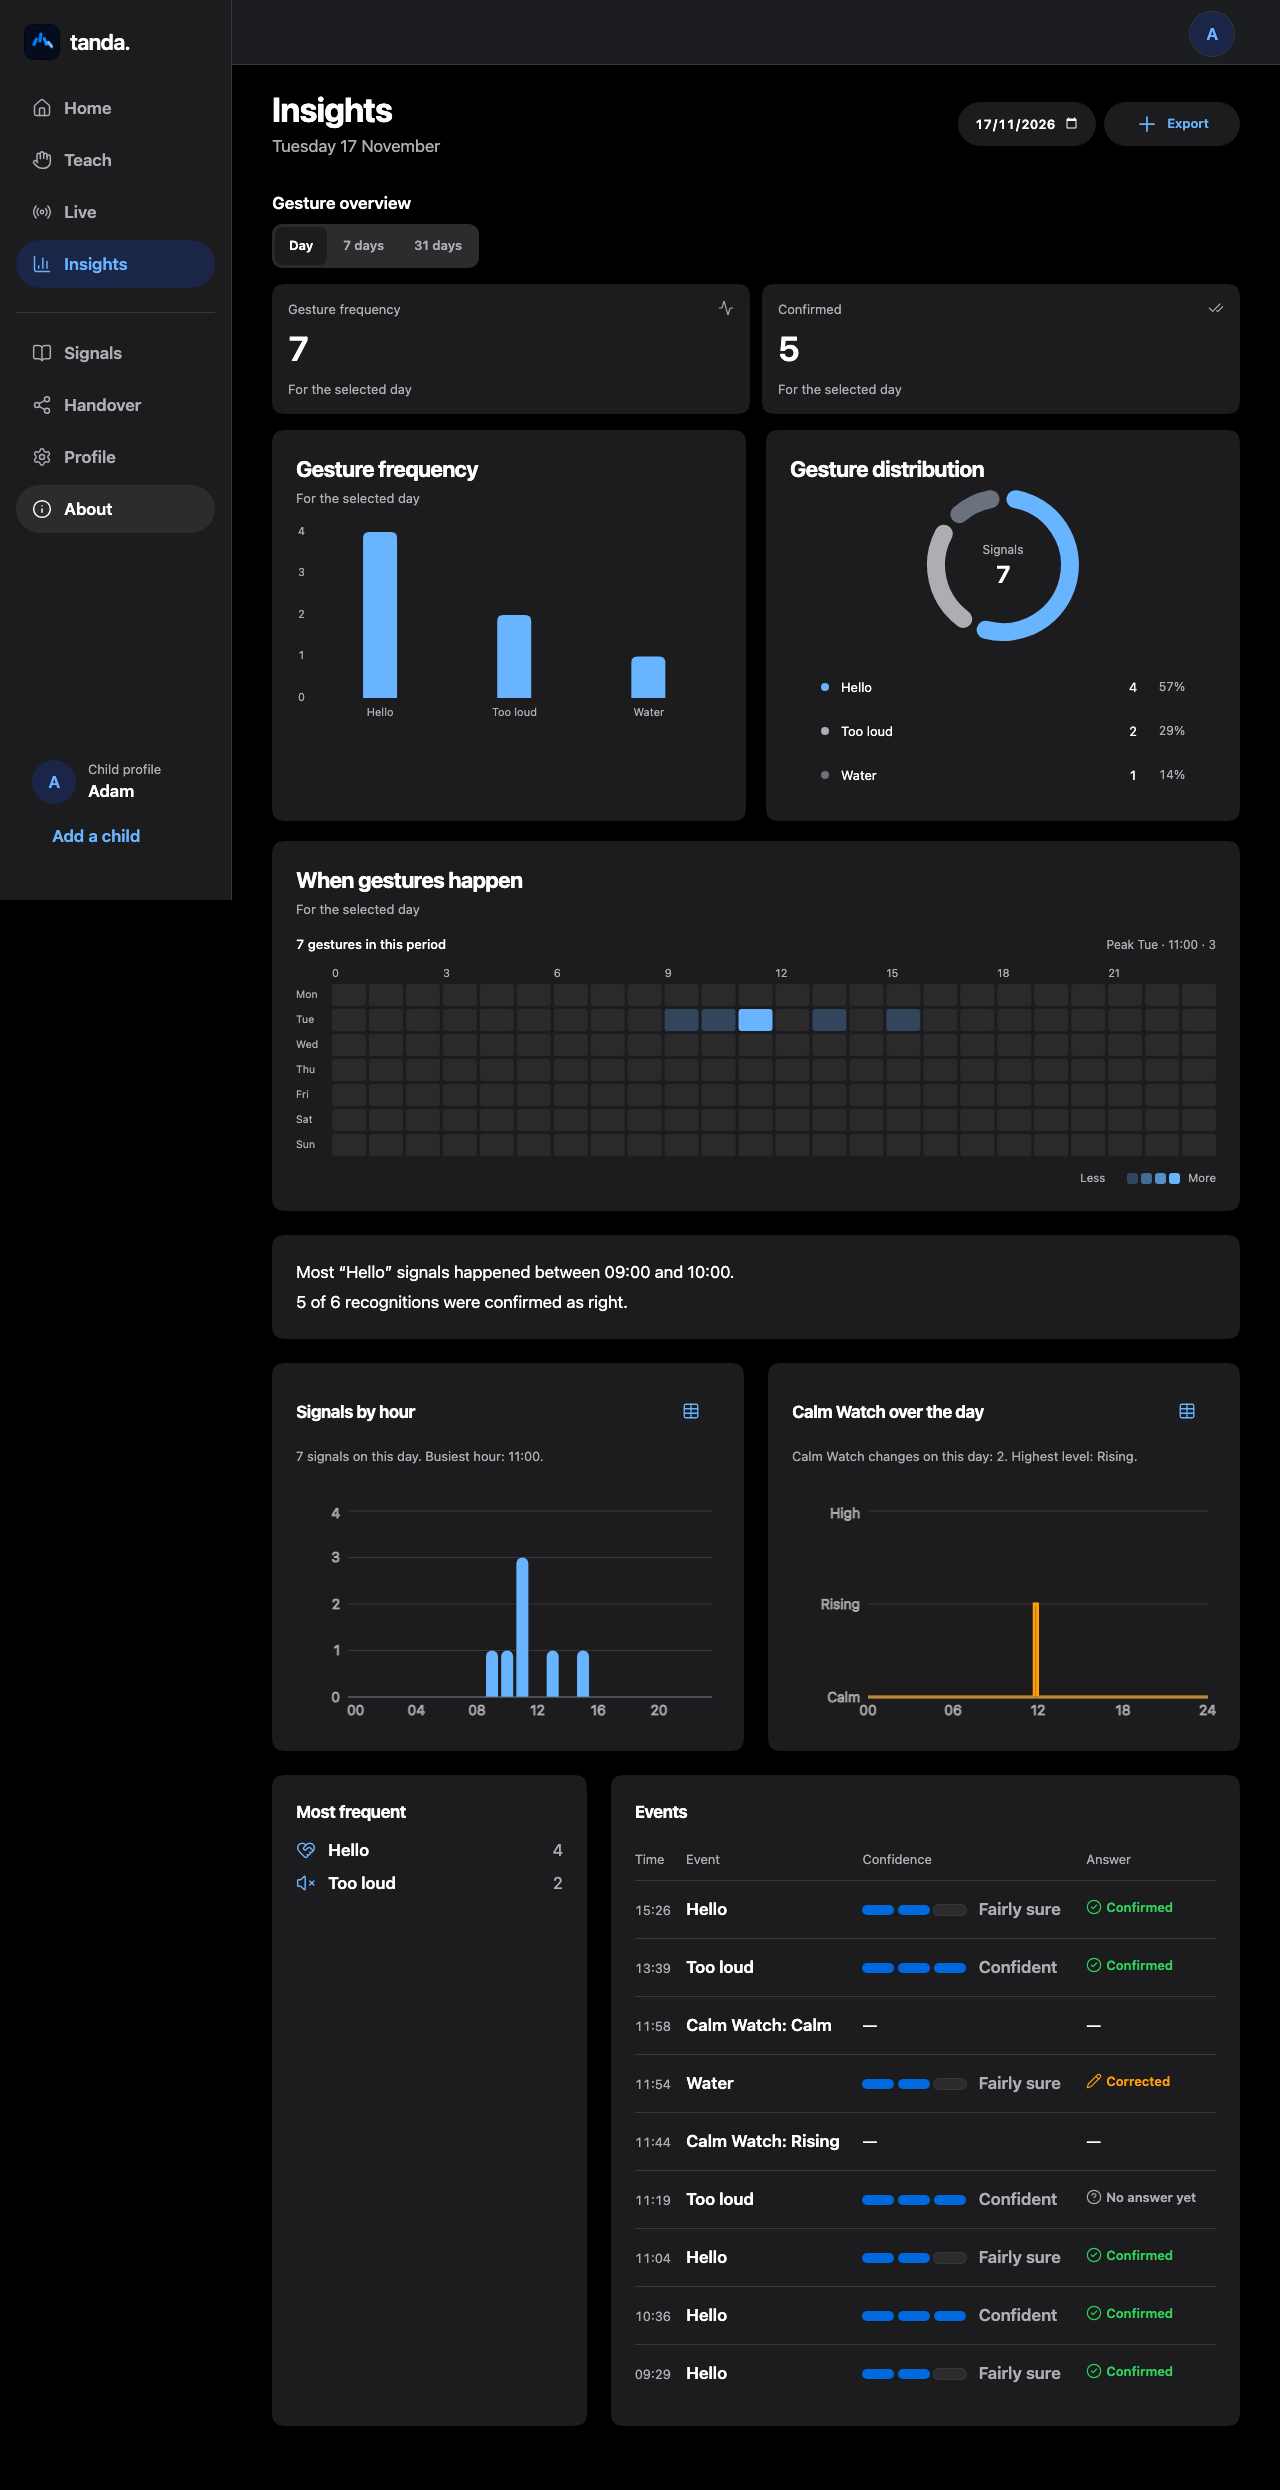 tanda.
Home
Teach
Live
Insights
Signals
Handover
Profile
About
A
Child profile
Adam
Add a child
A
Insights
Tuesday 17 November
17/11/2026
Export
Gesture overview
Day 7 days 31 days
Gesture frequency
7
For the selected day
Confirmed
5
For the selected day
Gesture frequency
For the selected day
4
3
2
1
0
Hello Too loud Water
Gesture distribution
Signals
7
Hello 4 57%
Too loud 2 29%
Water 1 14%
When gestures happen
For the selected day
7 gestures in this period Peak Tue · 11:00 · 3
0 3 6 9 12 15 18 21
Mon
Tue
Wed
Thu
Fri
Sat
Sun
Less More
Most “Hello” signals happened between 09:00 and 10:00.
5 of 6 recognitions were confirmed as right.
Signals by hour
7 signals on this day. Busiest hour: 11:00.
4
3
2
1
0
00 04 08 12 16 20
Calm Watch over the day
Calm Watch changes on this day: 2. Highest level: Rising.
High
Rising
Calm
00 06 12 18 24
Most frequent
Hello 4
Too loud 2
Events
Time Event Confidence Answer
15:26 Hello Fairly sure Confirmed
13:39 Too loud Confident Confirmed
11:58 Calm Watch: Calm — —
11:54 Water Fairly sure Corrected
11:44 Calm Watch: Rising — —
11:19 Too loud Confident No answer yet
11:04 Hello Fairly sure Confirmed
10:36 Hello Confident Confirmed
09:29 Hello Fairly sure Confirmed